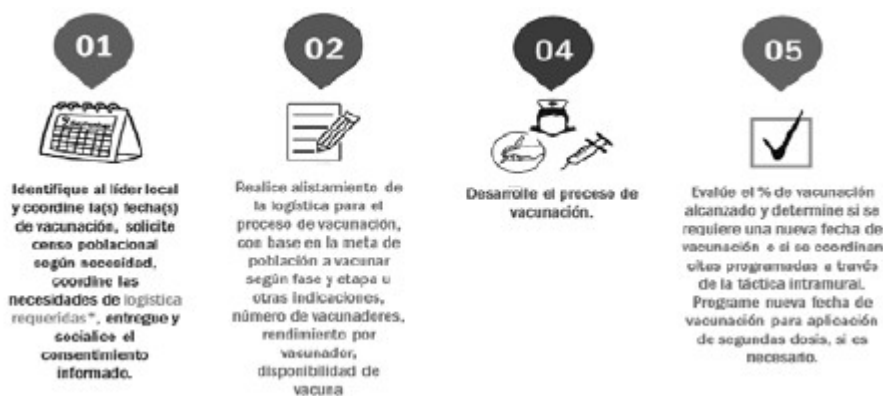 01
Identifique al líder local
y coordine la(s) fecha(s)
de vacunación, solicite
censo poblacional
según necesidad,
coordine las
necesidades de logística
requeridas*, entregue y
socialice el
consentimiento
informado.
02
Realice alistamiento de
la logística para el
proceso de vacunación,
con base en la meta de
población a vacunar
según fase y etapa u
otras indicaciones,
número de vacunadores,
rendimiento por
vacunador,
disponibilidad de
vacuna
04
Desarrolle el proceso de
vacunación.
05
Evalúe el % de vacunación
alcanzado y determine si se
requiere una nueva fecha de
vacunación o si se coordinan
citas programadas a través
de la táctica intramural.
Programe nueva fecha de
vacunación para aplicación
de segundas dosis, si es
necesario.